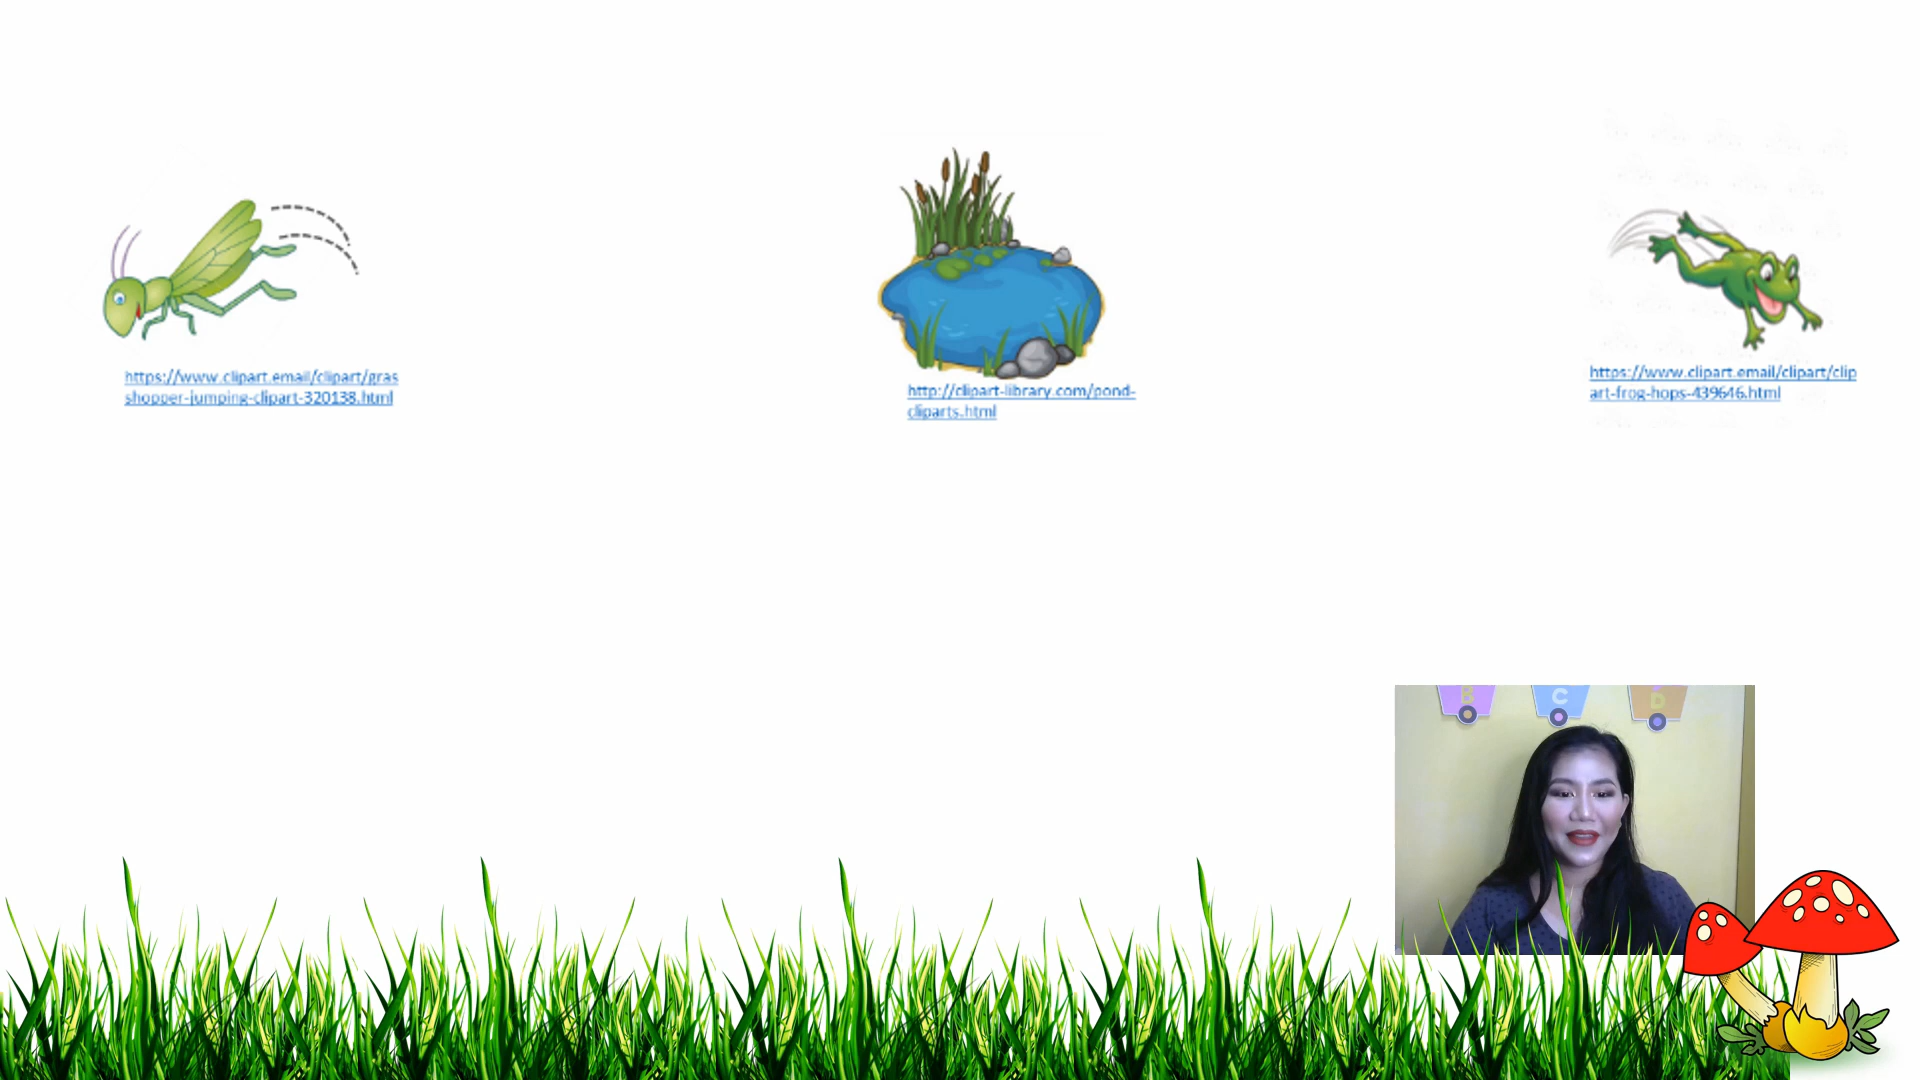 https://www.clipart.email/clipart/gras
shopper-jumping-clipart-320138.html
http://clipart-library.com/pond-
cliparts.html
https://www.clipart.email/clipart/clip
art-frog-hops-439646.html
B
C
D